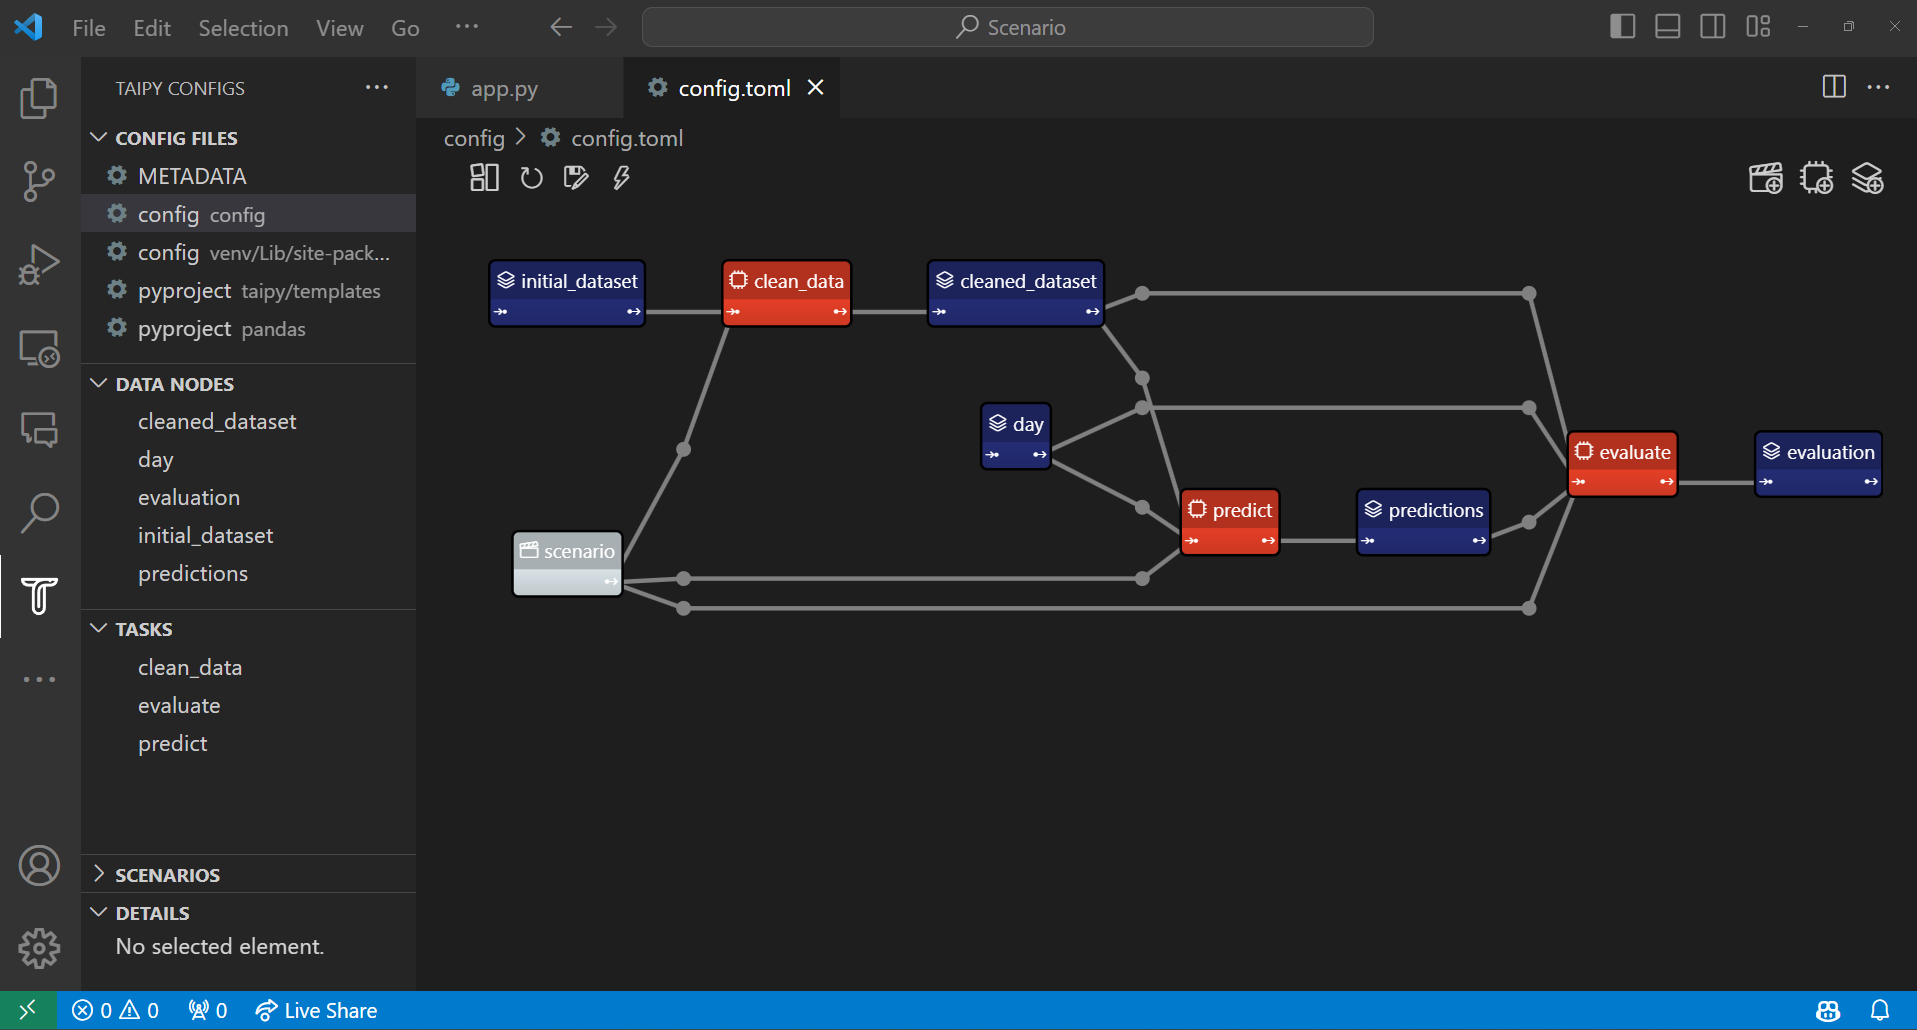 File Edit Selection View Go ··· Scenario
TAIPY CONFIGS ···
CONFIG FILES
METADATA
config config
config venv/Lib/site-pack...
pyproject taipy/templates
pyproject pandas
DATA NODES
cleaned_dataset
day
evaluation
initial_dataset
predictions
TASKS
clean_data
evaluate
predict
SCENARIOS
DETAILS
No selected element.
app.py config.toml
config > config.toml
initial_dataset
clean_data
cleaned_dataset
day
evaluate
evaluation
predict
predictions
scenario
0 0 0 Live Share